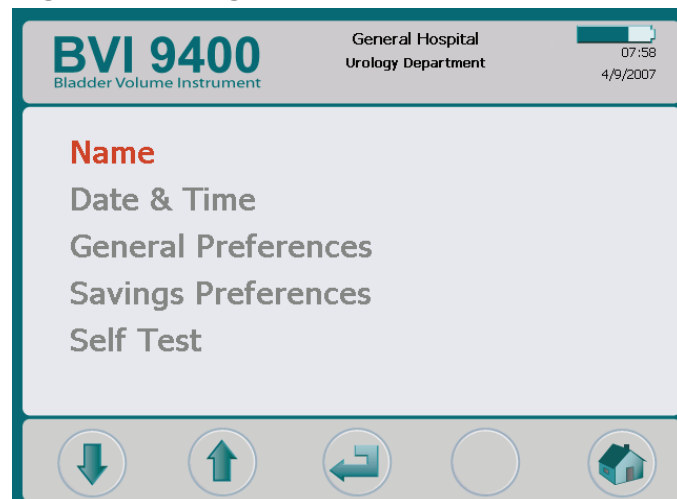 BVI 9400
Bladder Volume Instrument
General Hospital
Urology Department
07:58
4/9/2007
Name
Date & Time
General Preferences
Savings Preferences
Self Test